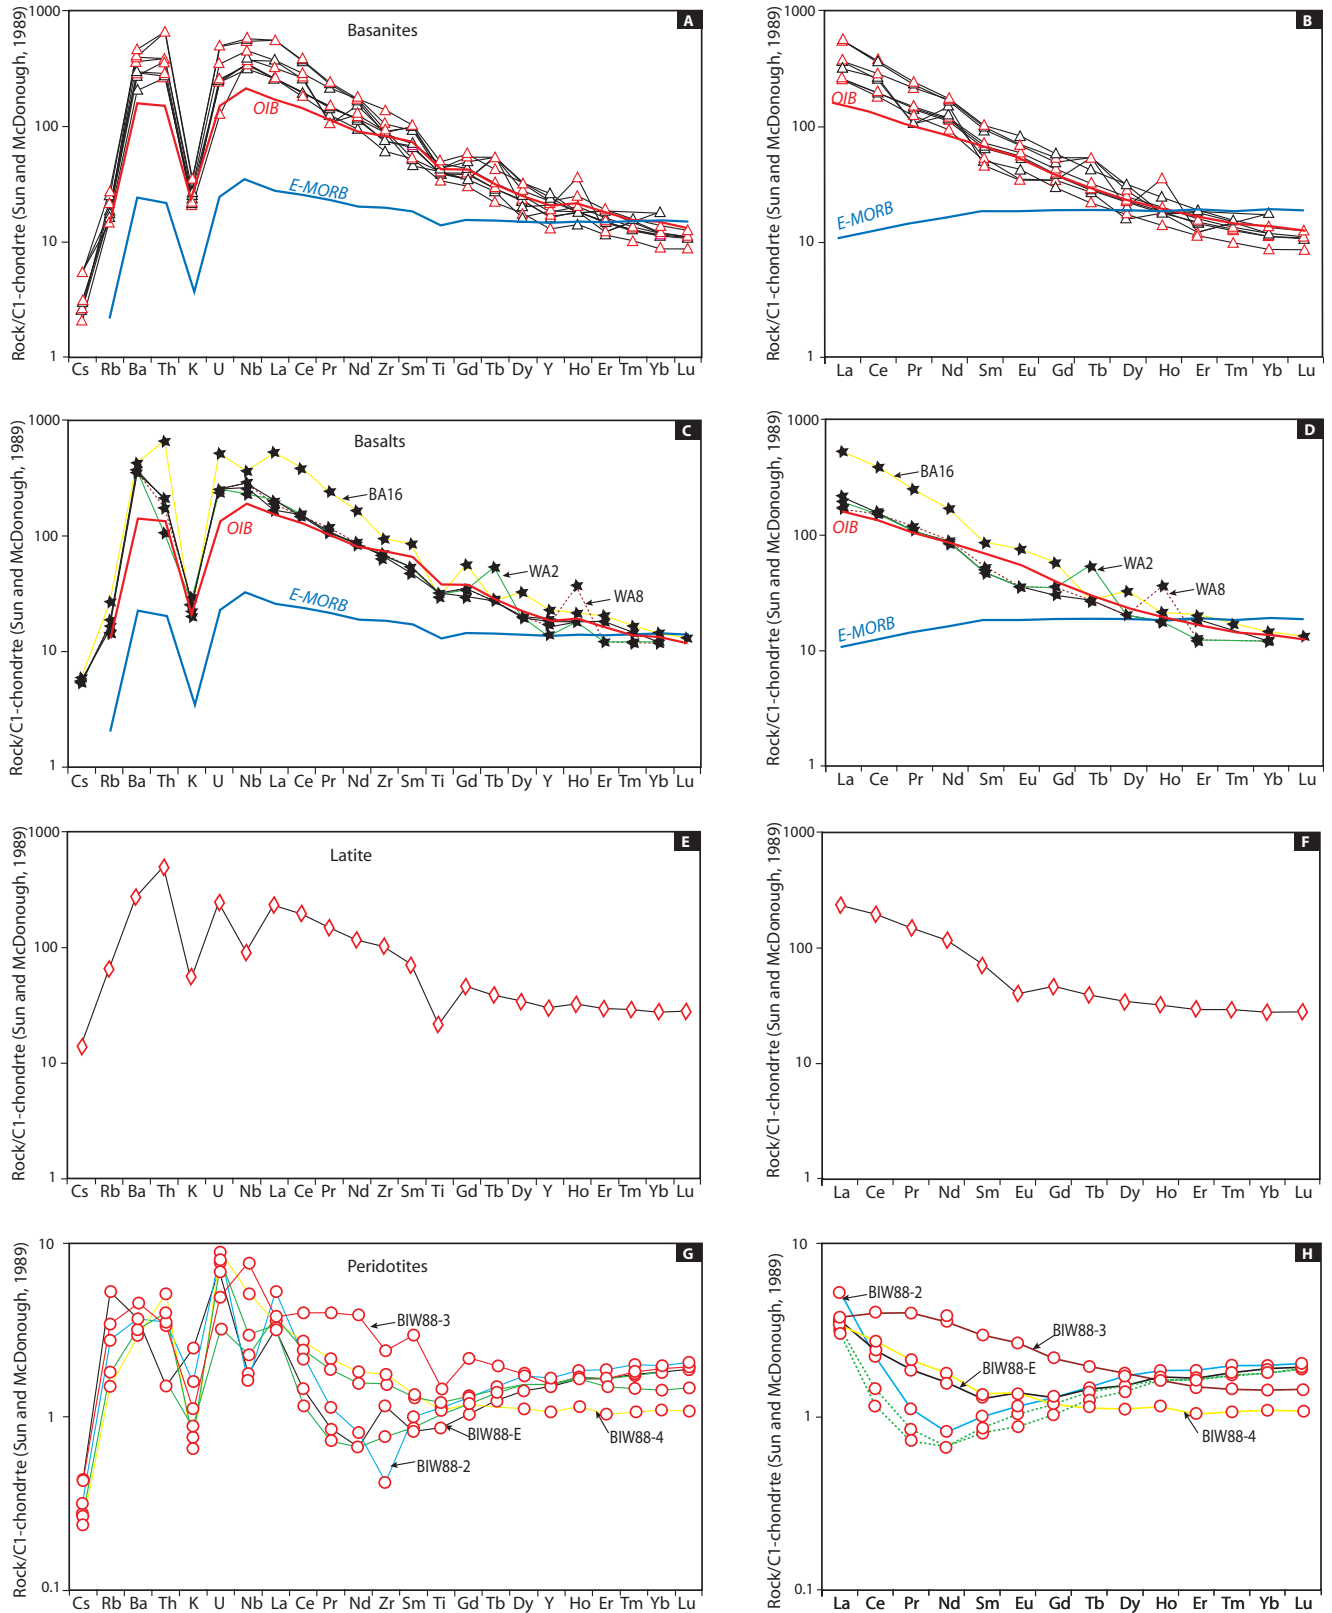 Rock/C1-chondrte (Sun and McDonough, 1989)
1000
100
10
1
Basanites
A
OIB
E-MORB
Cs Rb Ba Th K U Nb La Ce Pr Nd Zr Sm Ti Gd Tb Dy Y Ho Er Tm Yb Lu
Rock/C1-chondrte (Sun and McDonough, 1989)
1000
100
10
1
B
OIB
E-MORB
La Ce Pr Nd Sm Eu Gd Tb Dy Ho Er Tm Yb Lu
Rock/C1-chondrte (Sun and McDonough, 1989)
1000
100
10
1
Basalts
C
BA16
OIB
WA2
WA8
E-MORB
Cs Rb Ba Th K U Nb La Ce Pr Nd Zr Sm Ti Gd Tb Dy Y Ho Er Tm Yb Lu
Rock/C1-chondrte (Sun and McDonough, 1989)
1000
100
10
1
D
BA16
OIB
WA2
WA8
E-MORB
La Ce Pr Nd Sm Eu Gd Tb Dy Ho Er Tm Yb Lu
Rock/C1-chondrte (Sun and McDonough, 1989)
1000
100
10
1
Latite
E
Cs Rb Ba Th K U Nb La Ce Pr Nd Zr Sm Ti Gd Tb Dy Y Ho Er Tm Yb Lu
Rock/C1-chondrte (Sun and McDonough, 1989)
1000
100
10
1
F
La Ce Pr Nd Sm Eu Gd Tb Dy Ho Er Tm Yb Lu
Rock/C1-chondrte (Sun and McDonough, 1989)
10
1
0.1
Peridotites
G
BIW88-3
BIW88-E
BIW88-4
BIW88-2
Cs Rb Ba Th K U Nb La Ce Pr Nd Zr Sm Ti Gd Tb Dy Y Ho Er Tm Yb Lu
Rock/C1-chondrte (Sun and McDonough, 1989)
10
1
0.1
H
BIW88-2
BIW88-3
BIW88-E
BIW88-4
La Ce Pr Nd Sm Eu Gd Tb Dy Ho Er Tm Yb Lu